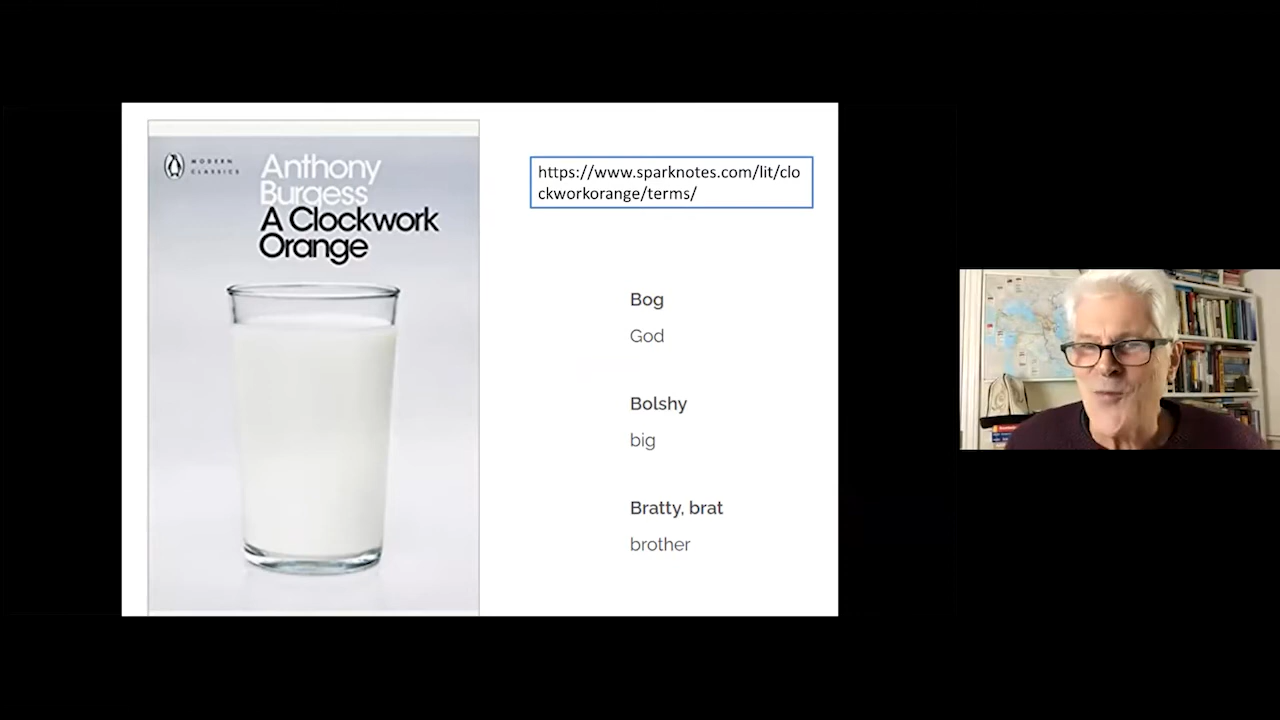 MODERN
CLASSICS
Anthony
Burgess
A Clockwork
Orange
https://www.sparknotes.com/lit/clo
ckworkorange/terms/
Bog
God
Bolshy
big
Bratty, brat
brother